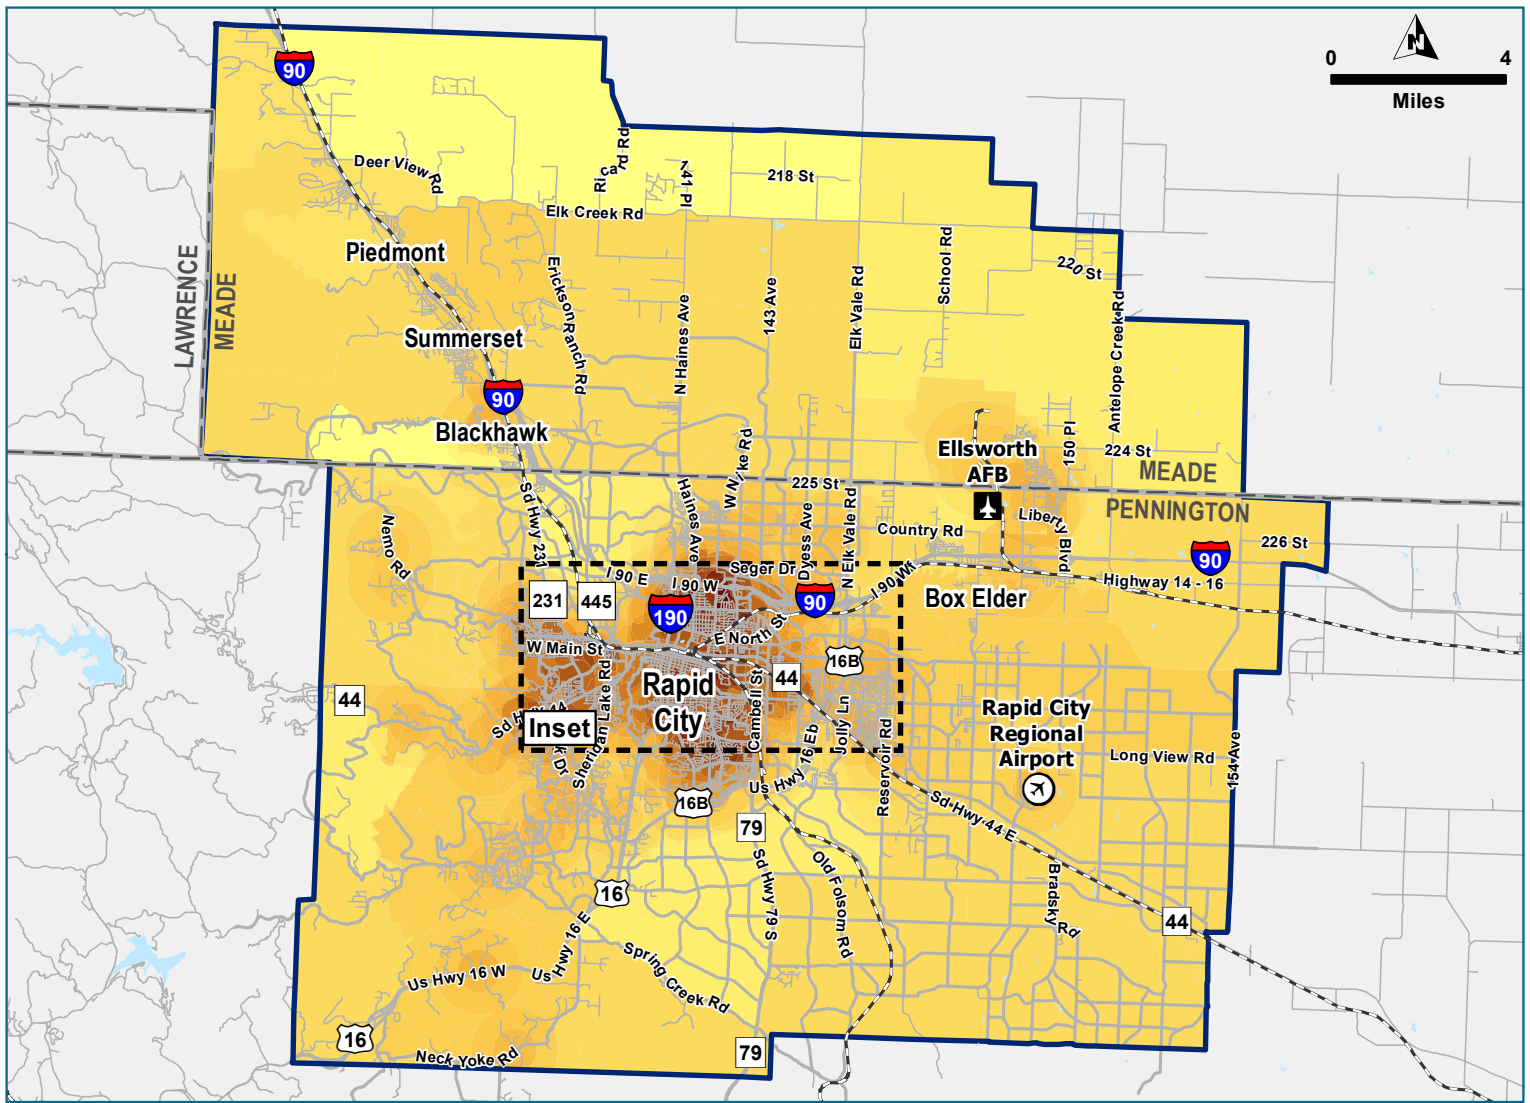 N
0 4
Miles
90
Deer View Rd
Ricard Rd
141 Pl
218 St
Elk Creek Rd
Piedmont
LAWRENCE
MEADE
Erickson Ranch Rd
N Haines Ave
143 Ave
Elk Vale Rd
School Rd
220 St
Antelope Creek Rd
Summerset
90
Blackhawk
W Nike Rd
Ellsworth
AFB
150 Pl
224 St
MEADE
PENNINGTON
225 St
Sd Hwy 231
Haines Ave
Dyess Ave
N Elk Vale Rd
Country Rd
Liberty Blvd
226 St
90
Nemo Rd
I 90 E
I 90 W
Seger Dr
I 90 W
Highway 14 - 16
231
445
190
90
Box Elder
W Main St
E North St
16B
44
44
Rapid
City
Sheridan Lake Rd
Cambell St
Jolly Ln
Reservoir Rd
Inset
Rapid City
Regional
Airport
Long View Rd
154 Ave
Us Hwy 16 Eb
16B
79
Sd Hwy 44 E
Sd Hwy 79 S
Old Folsom Rd
Bradsky Rd
44
16
Us Hwy 16 E
Us Hwy 16 W
Spring Creek Rd
16
Neck Yoke Rd
79